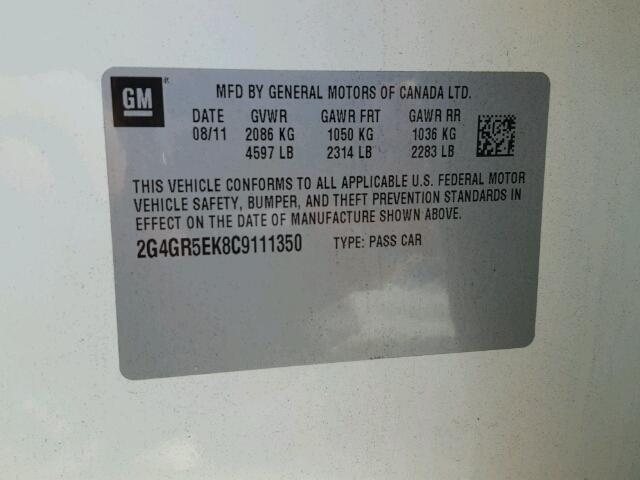 GM
MFD BY GENERAL MOTORS OF CANADA LTD.
DATE GVWR GAWR FRT GAWR RR
08/11 2086 KG 1050 KG 1036 KG
4597 LB 2314 LB 2283 LB
THIS VEHICLE CONFORMS TO ALL APPLICABLE U.S. FEDERAL MOTOR
VEHICLE SAFETY, BUMPER, AND THEFT PREVENTION STANDARDS IN
EFFECT ON THE DATE OF MANUFACTURE SHOWN ABOVE.
2G4GR5EK8C9111350 TYPE: PASS CAR